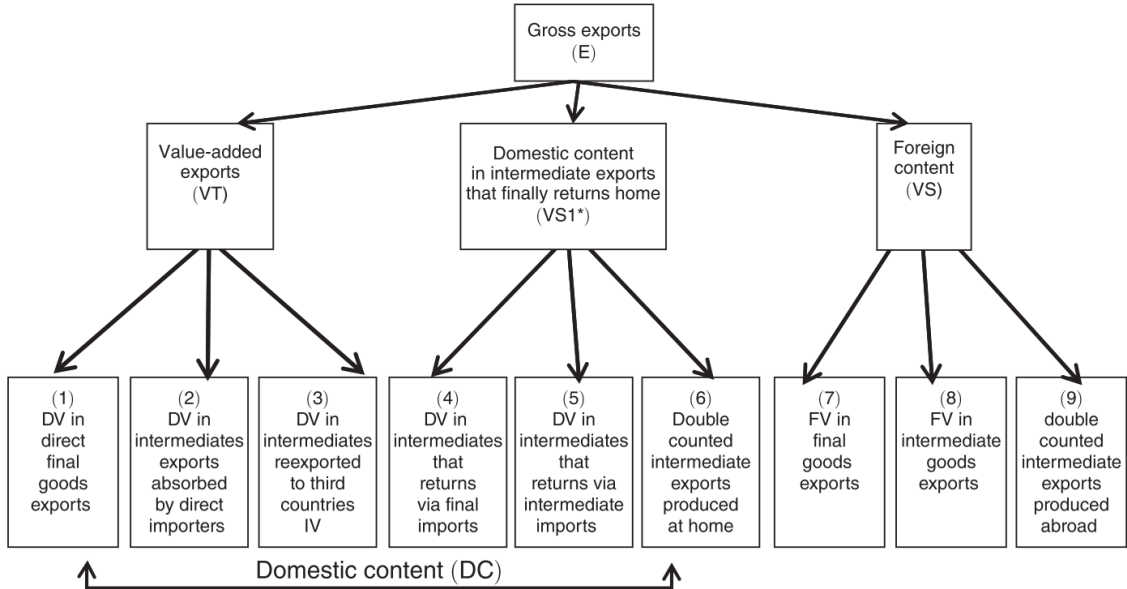 Gross exports
(E)
Value-added
exports
(VT)
Domestic content
in intermediate exports
that finally returns home
(VS1*)
Foreign
content
(VS)
(1)
DV in
direct
final
goods
exports
(2)
DV in
intermediates
exports
absorbed
by direct
importers
(3)
DV in
intermediates
reexported
to third
countries
IV
(4)
DV in
intermediates
that
returns
via final
imports
(5)
DV in
intermediates
that
returns via
intermediate
imports
(6)
Double
counted
intermediate
exports
produced
at home
(7)
FV in
final
goods
exports
(8)
FV in
intermediate
goods
exports
(9)
double
counted
intermediate
exports
produced
abroad
Domestic content (DC)